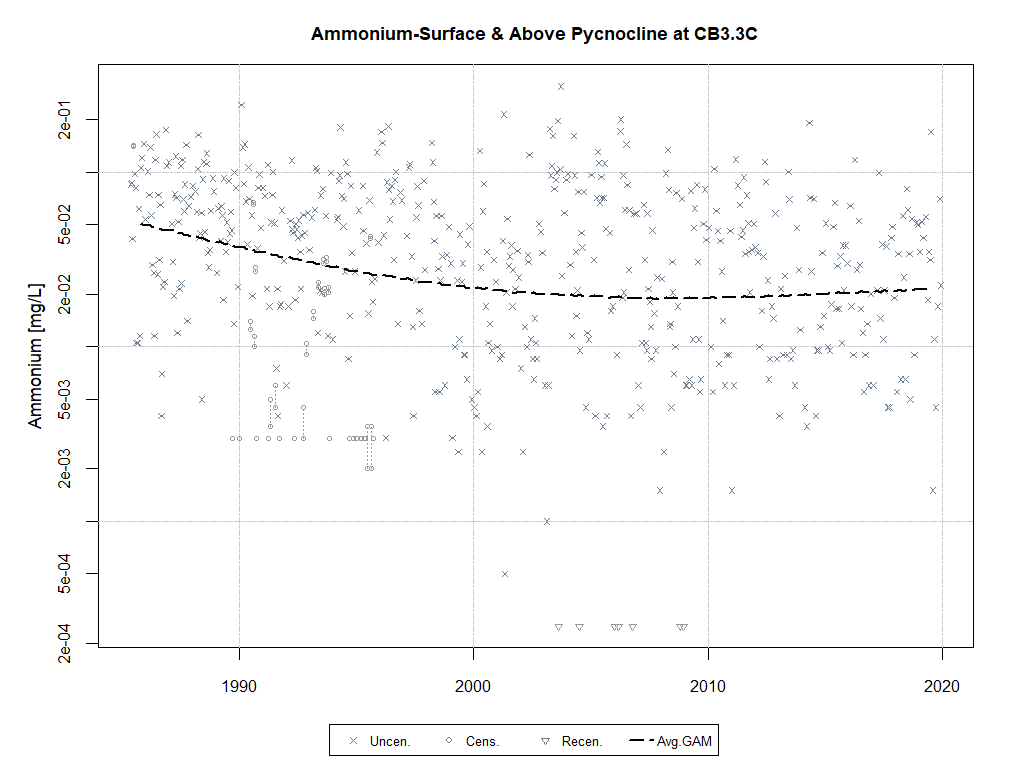 Ammonium-Surface & Above Pycnocline at CB3.3C
Ammonium [mg/L]
2e-01
5e-02
2e-02
5e-03
2e-03
5e-04
2e-04
1990
2000
2010
2020
Uncen.
Cens.
Recen.
Avg.GAM